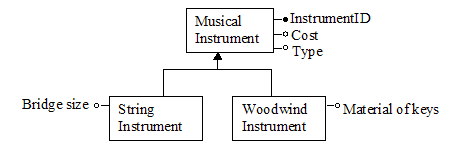 Musical
Instrument
InstrumentID
Cost
Type
Bridge size
String
Instrument
Woodwind
Instrument
Material of keys